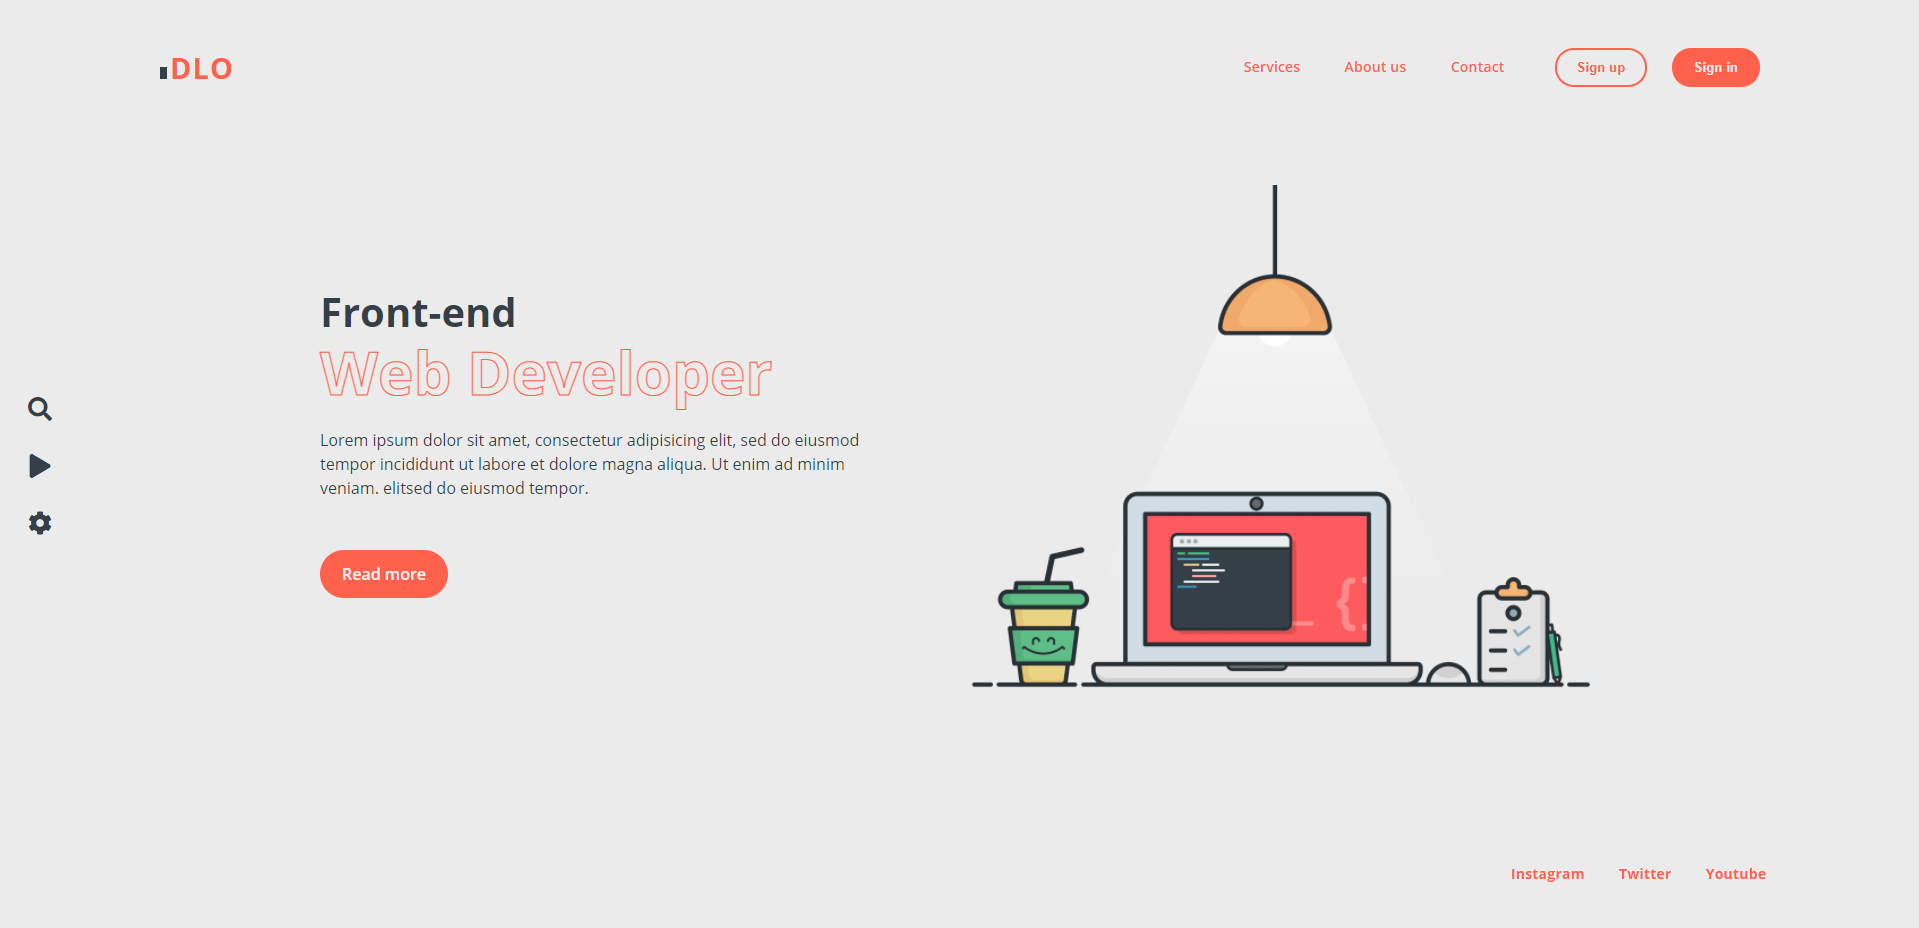 DLO
Services
About us
Contact
Sign up
Sign in
Front-end
Web Developer
Lorem ipsum dolor sit amet, consectetur adipisicing elit, sed do eiusmod
tempor incididunt ut labore et dolore magna aliqua. Ut enim ad minim
veniam. elitsed do eiusmod tempor.
Read more
_ {}
Instagram
Twitter
Youtube